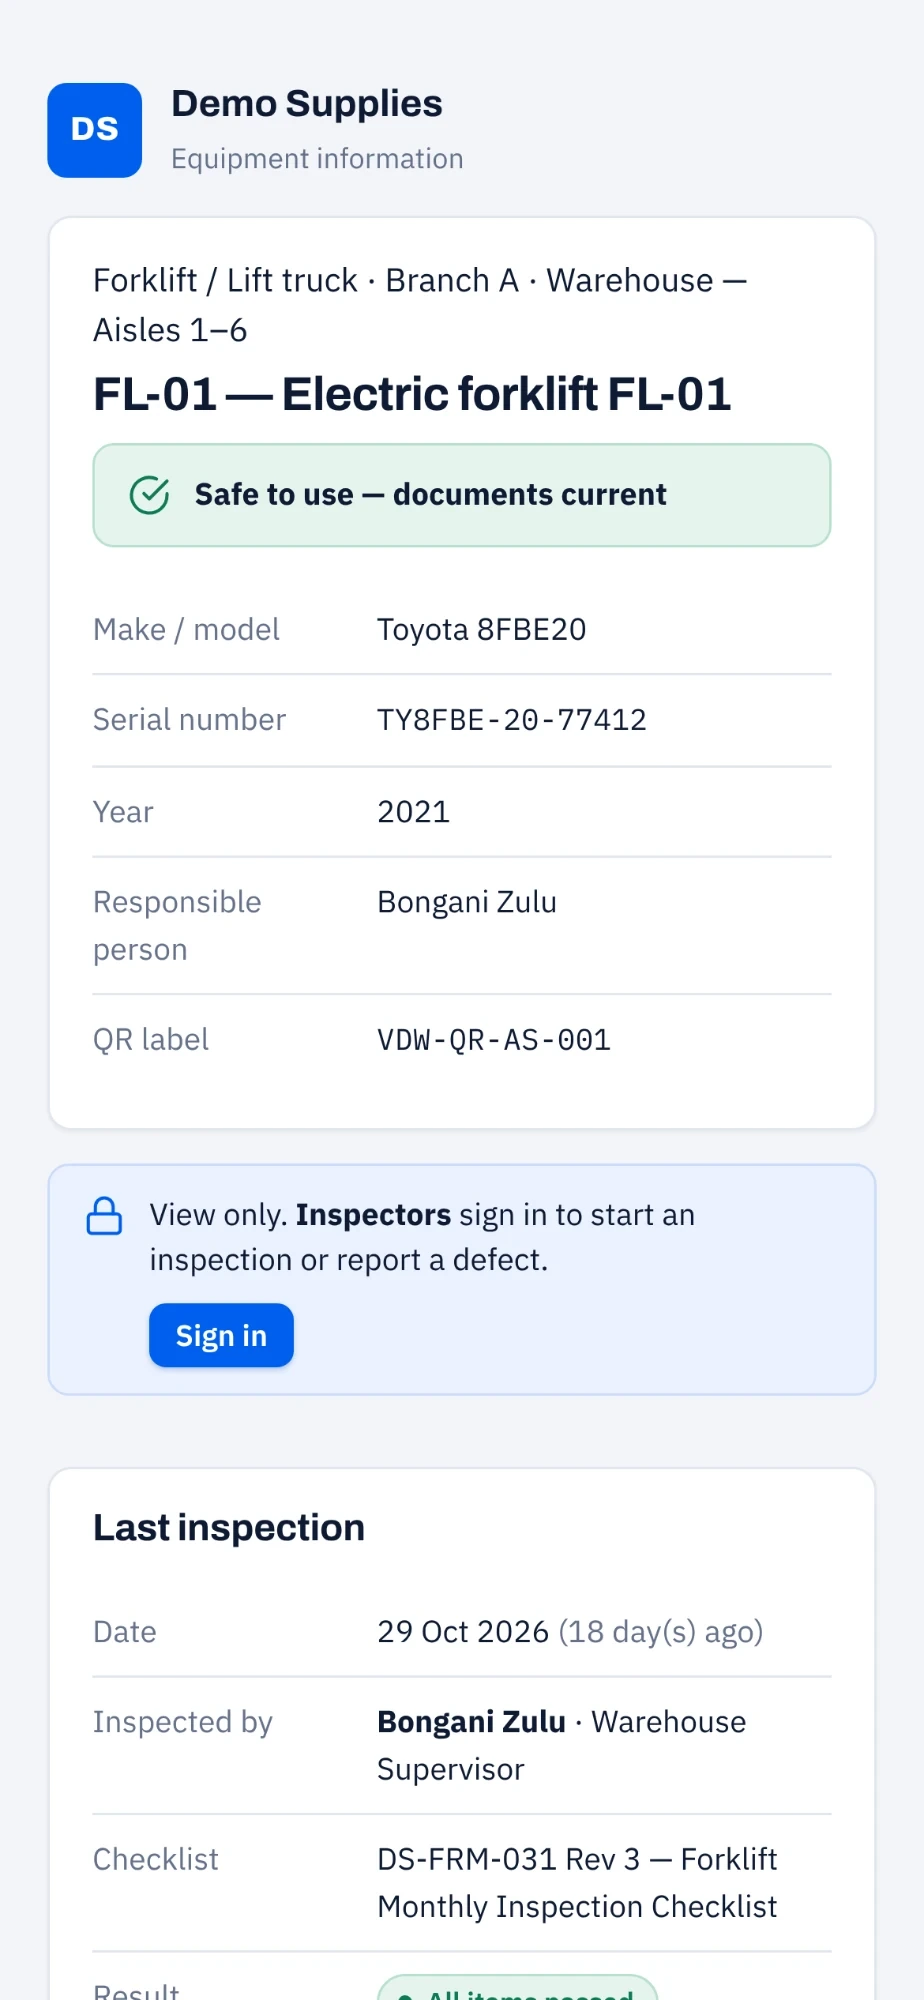 DS
Demo Supplies
Equipment information
Forklift / Lift truck · Branch A · Warehouse —
Aisles 1–6
FL-01 — Electric forklift FL-01
Safe to use — documents current
Make / model Toyota 8FBE20
Serial number TY8FBE-20-77412
Year 2021
Responsible person Bongani Zulu
QR label VDW-QR-AS-001
View only. Inspectors sign in to start an
inspection or report a defect.
Sign in
Last inspection
Date 29 Oct 2026 (18 day(s) ago)
Inspected by Bongani Zulu · Warehouse
Supervisor
Checklist DS-FRM-031 Rev 3 — Forklift
Monthly Inspection Checklist
Result All items passed